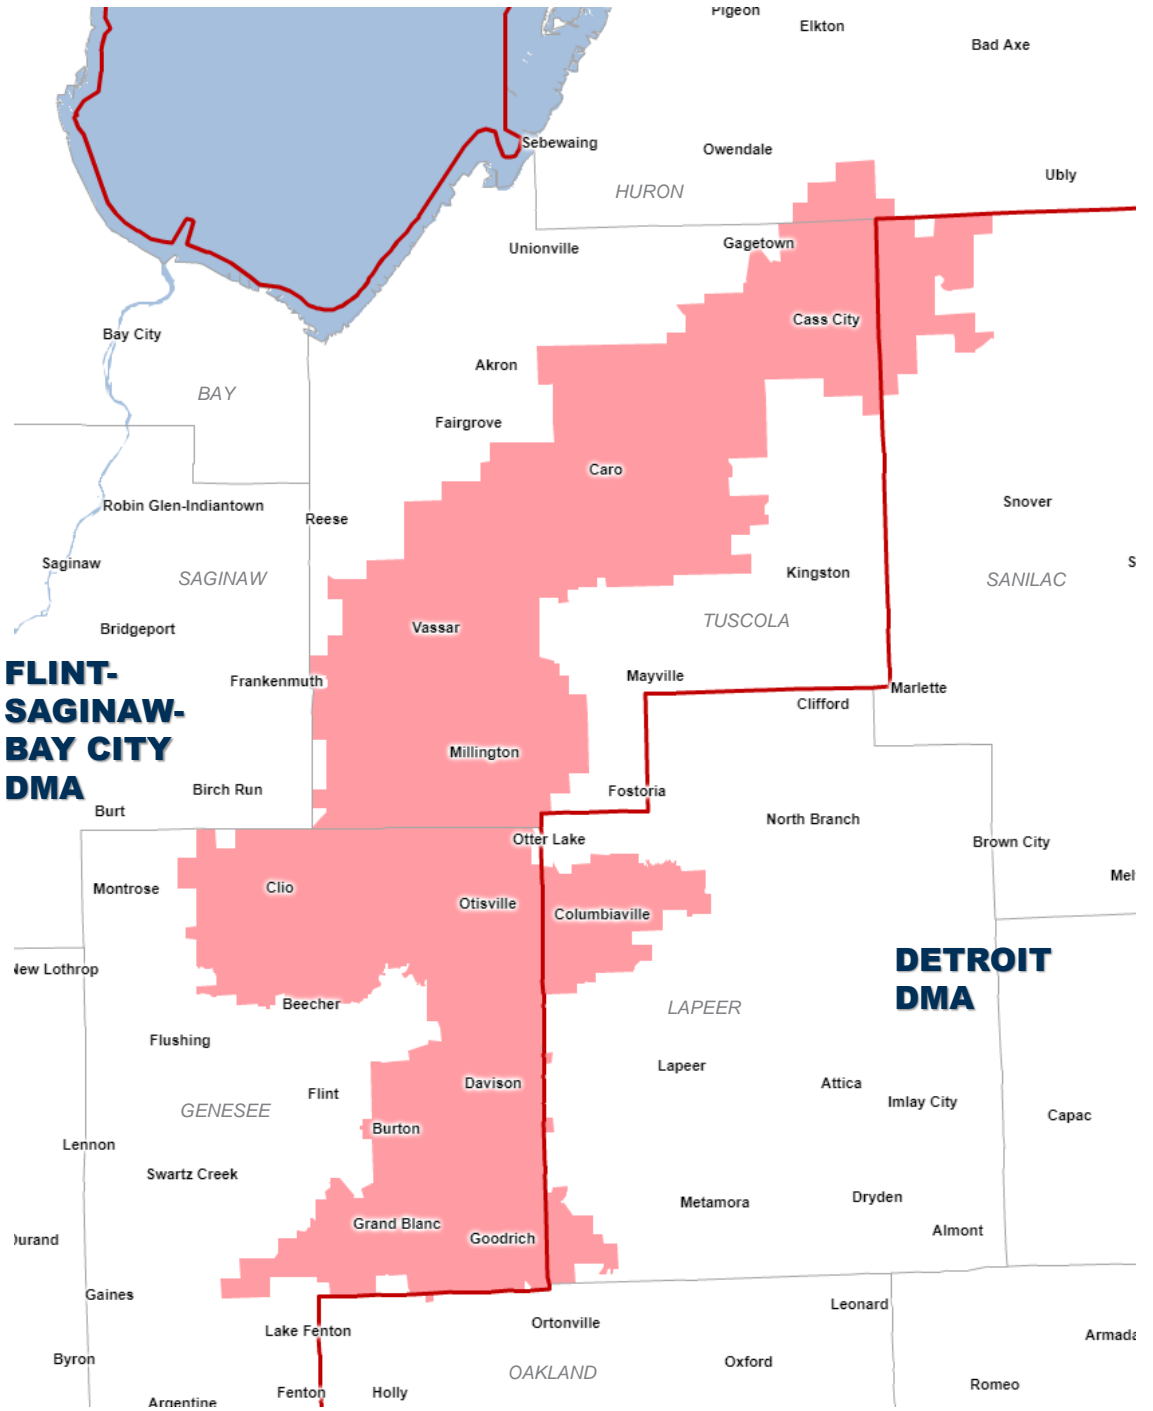 Pigeon
Elkton
Bad Axe
Sebewaing
Owendale
Ubly
HURON
Unionville
Gagetown
Cass City
Bay City
Akron
BAY
Fairgrove
Caro
Robin Glen-Indiantown
Reese
Snover
Saginaw
SAGINAW
Kingston
SANILAC
S
TUSCOLA
Bridgeport
Vassar
FLINT-
SAGINAW-
BAY CITY
DMA
Frankenmuth
Mayville
Marlette
Clifford
Millington
Birch Run
Fostoria
Burt
North Branch
Otter Lake
Brown City
Mel
Montrose
Clio
Otisville
Columbiaville
DETROIT
DMA
New Lothrop
Beecher
LAPEER
Flushing
Lapeer
Davison
Attica
Flint
Imlay City
GENESEE
Capac
Burton
Lennon
Swartz Creek
Metamora
Dryden
Grand Blanc
Goodrich
Almont
Durand
Gaines
Leonard
Lake Fenton
Ortonville
Armada
Byron
OAKLAND
Oxford
Romeo
Fenton
Holly
Argentine